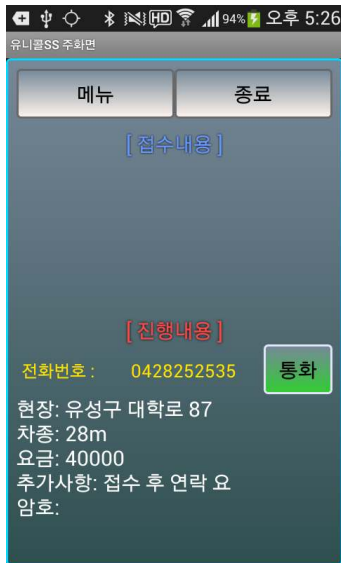 94% 오후 5:26
유니콜SS 주화면
메뉴 종료
[ 접수내용 ]
[ 진행내용 ]
전화번호 : 0428252535 통화
현장: 유성구 대학로 87
차종: 28m
요금: 40000
추가사항: 접수 후 연락 요
암호: